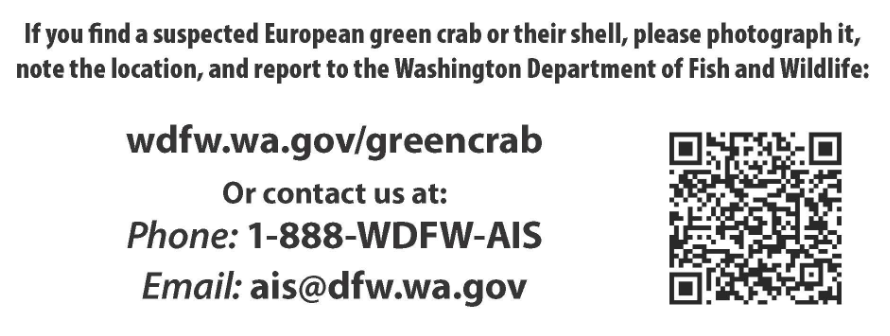 If you find a suspected European green crab or their shell, please photograph it,
note the location, and report to the Washington Department of Fish and Wildlife:
wdfw.wa.gov/greencrab
Or contact us at:
Phone: 1-888-WDFW-AIS
Email: ais@dfw.wa.gov